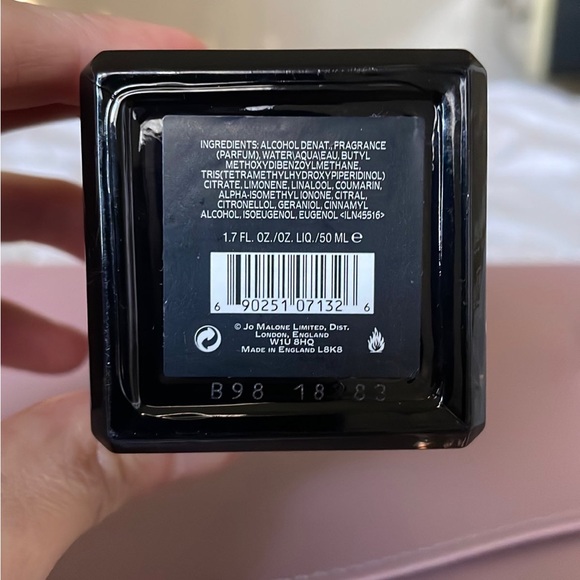 INGREDIENTS: ALCOHOL DENAT., FRAGRANCE
(PARFUM), WATER\AQUA\EAU, BUTYL
METHOXYDIBENZOYLMETHANE,
TRIS(TETRAMETHYLHYDROXYPIPERIDINOL)
CITRATE, LIMONENE, LINALOOL, COUMARIN,
ALPHA-ISOMETHYL IONONE, CITRAL,
CITRONELLOL, GERANIOL, CINNAMYL
ALCOHOL, ISOEUGENOL, EUGENOL <ILN45516>
1.7 FL. OZ./OZ. LIQ./50 ML ℮
6 90251 07132 6
© JO MALONE LIMITED, DIST.
LONDON, ENGLAND
W1U 8HQ
MADE IN ENGLAND L8K8
B98